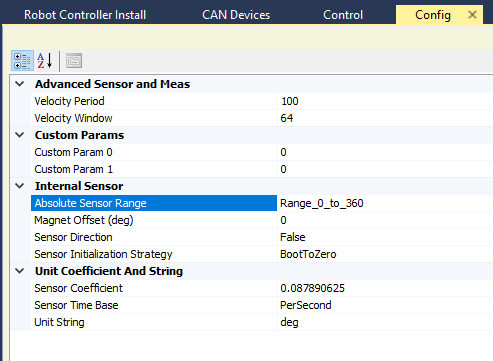 Robot Controller Install CAN Devices Control Config
Advanced Sensor and Meas
Velocity Period 100
Velocity Window 64
Custom Params
Custom Param 0 0
Custom Param 1 0
Internal Sensor
Absolute Sensor Range Range_0_to_360
Magnet Offset (deg) 0
Sensor Direction False
Sensor Initialization Strategy BootToZero
Unit Coefficient And String
Sensor Coefficient 0.087890625
Sensor Time Base PerSecond
Unit String deg